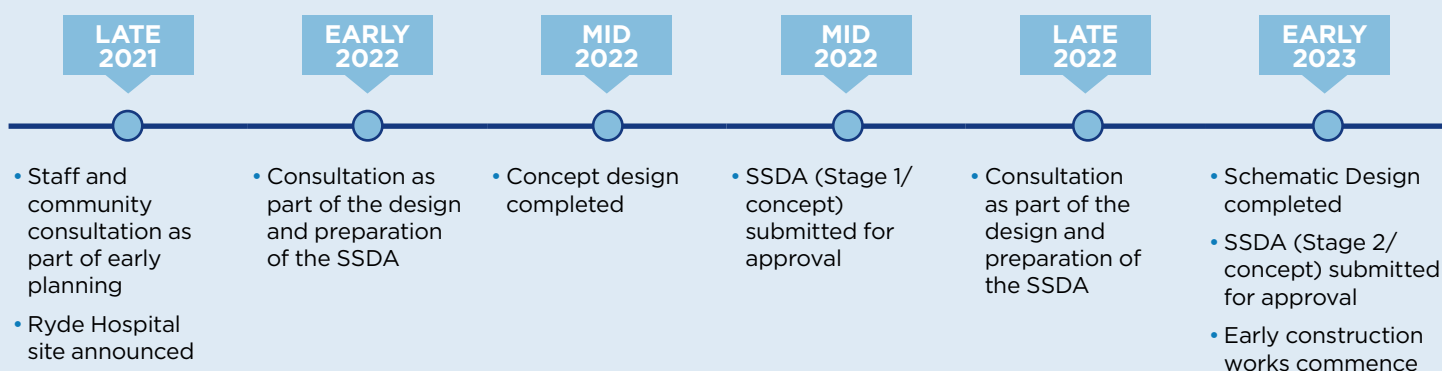 LATE
2021
EARLY
2022
MID
2022
MID
2022
LATE
2022
EARLY
2023
• Staff and
community
consultation as
part of early
planning
• Ryde Hospital
site announced
• Consultation as
part of the design
and preparation
of the SSDA
• Concept design
completed
• SSDA (Stage 1/
concept)
submitted for
approval
• Consultation
as part of the
design and
preparation of
the SSDA
• Schematic Design
completed
• SSDA (Stage 2/
concept) submitted
for approval
• Early construction
works commence